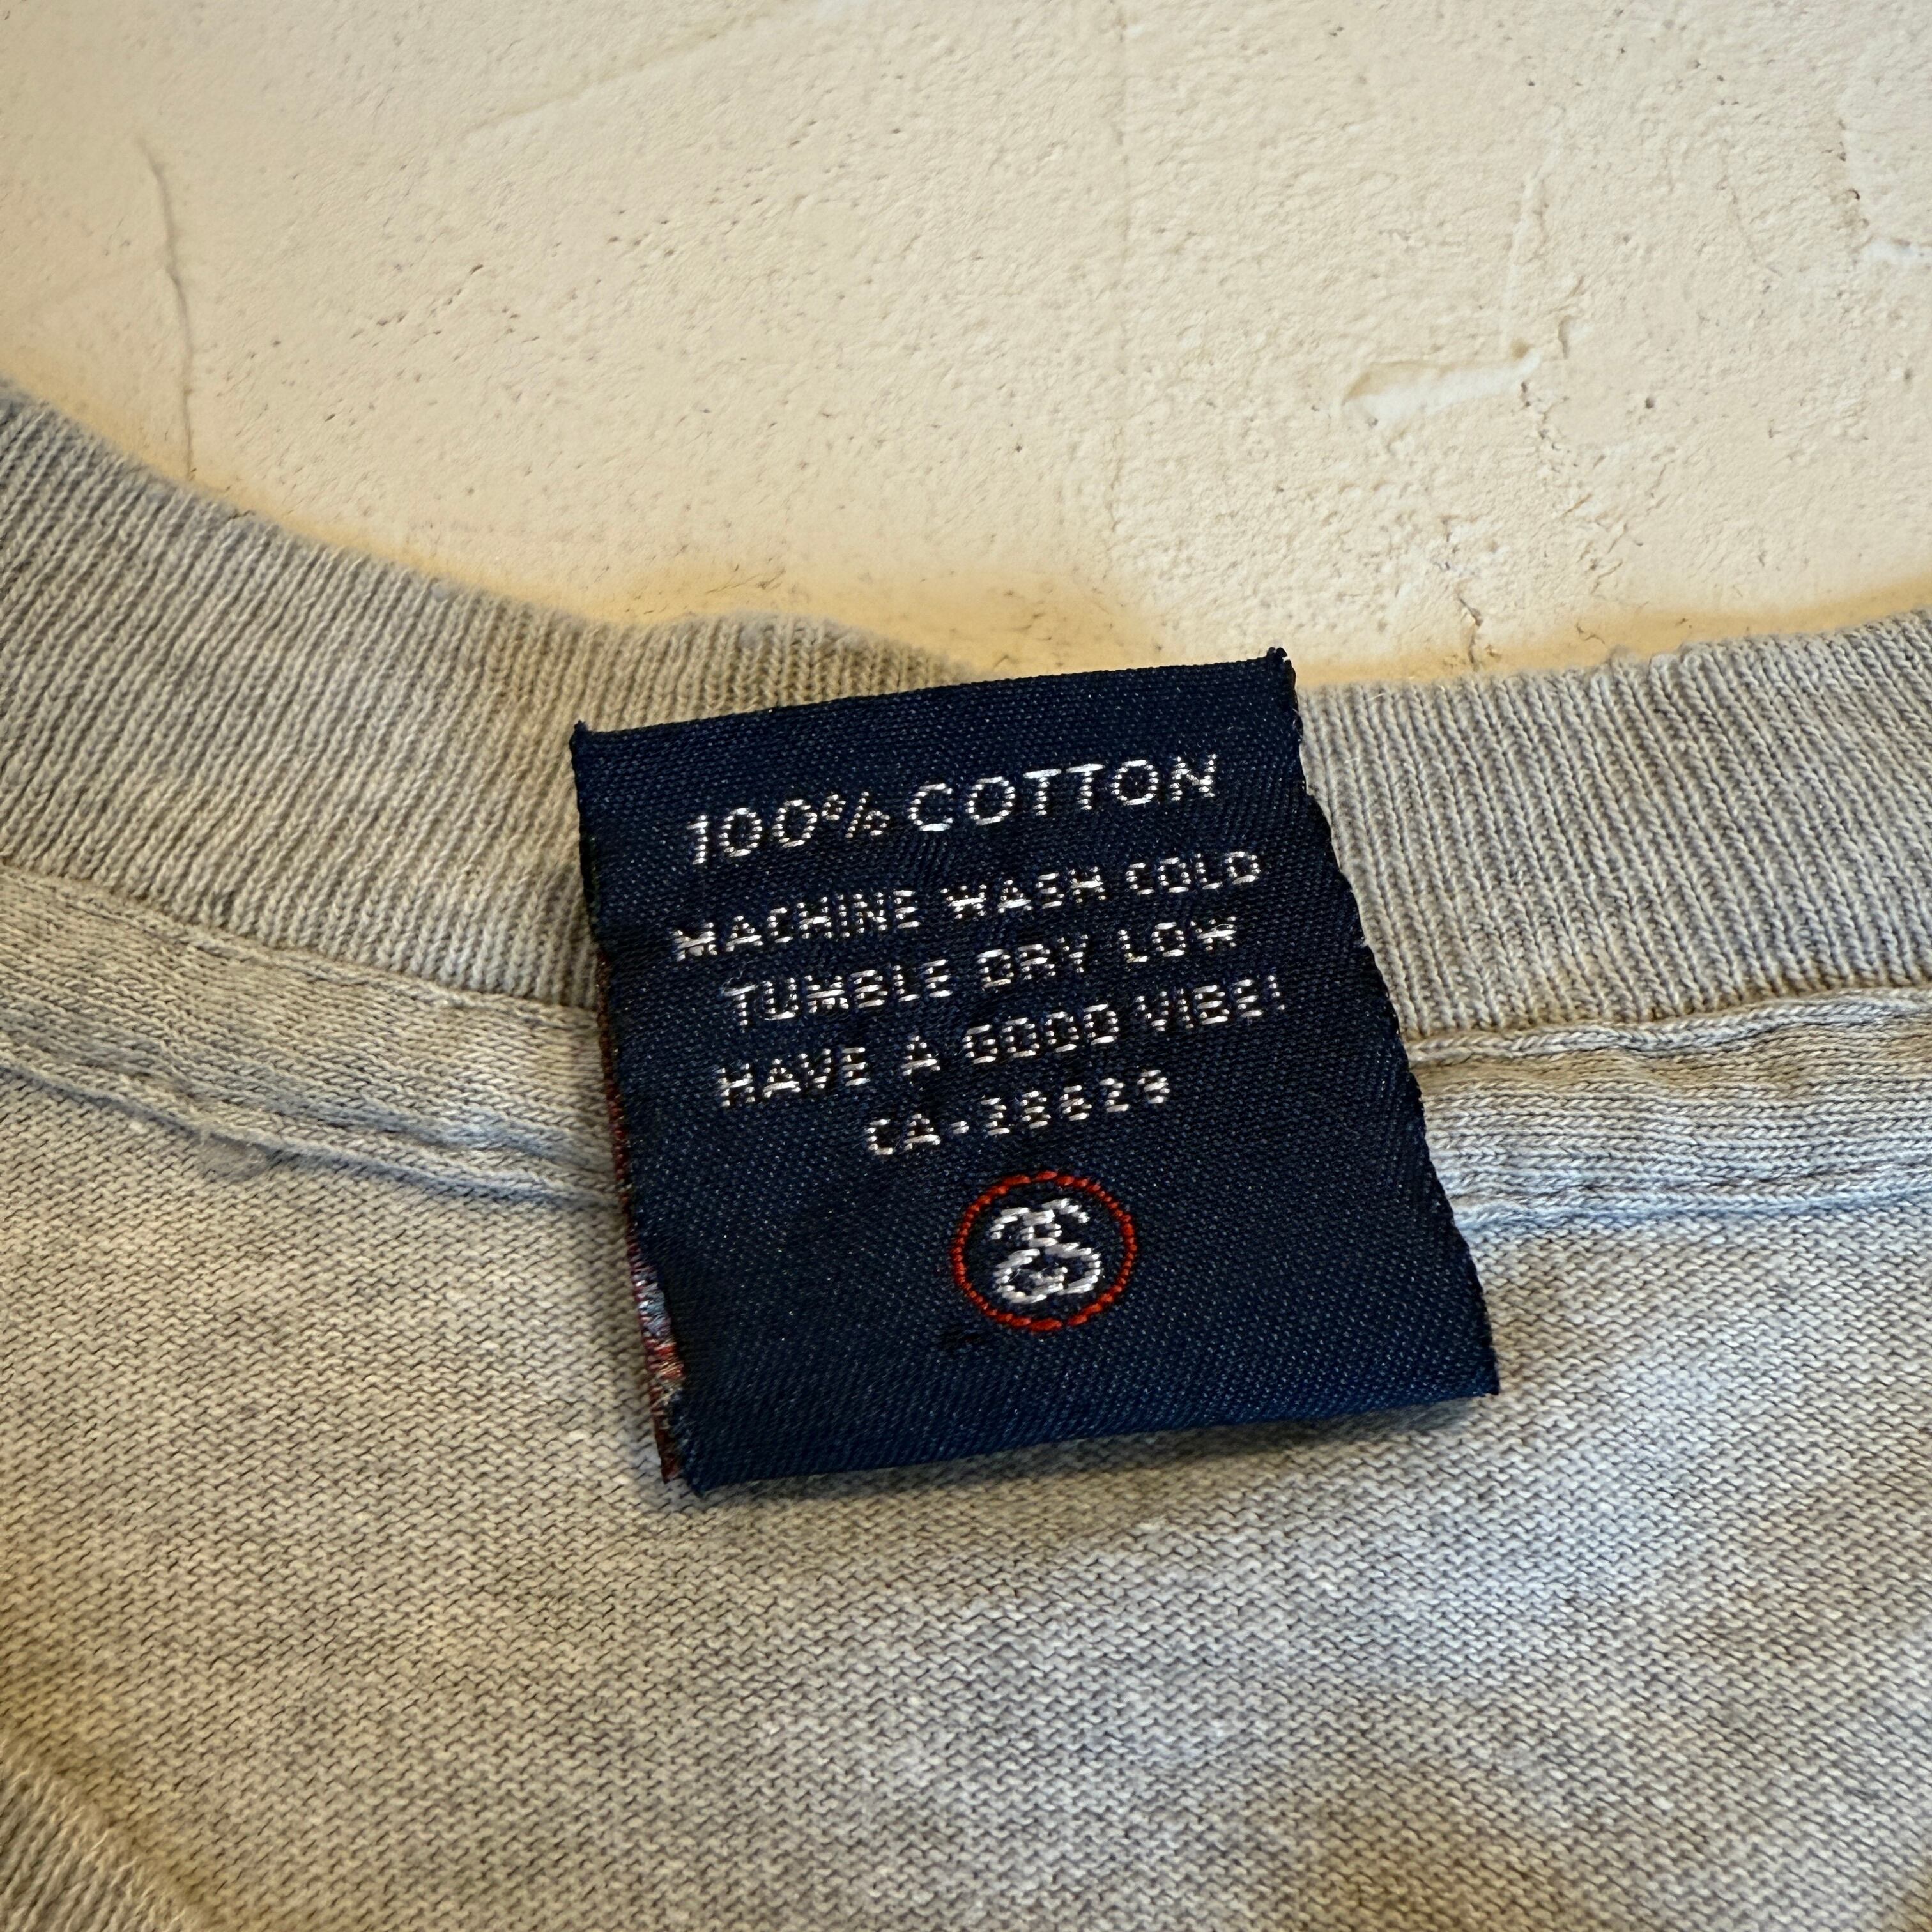 100% COTTON
MACHINE WASH COLD
TUMBLE DRY LOW
HAVE A GOOD VIBE!
CA-28629